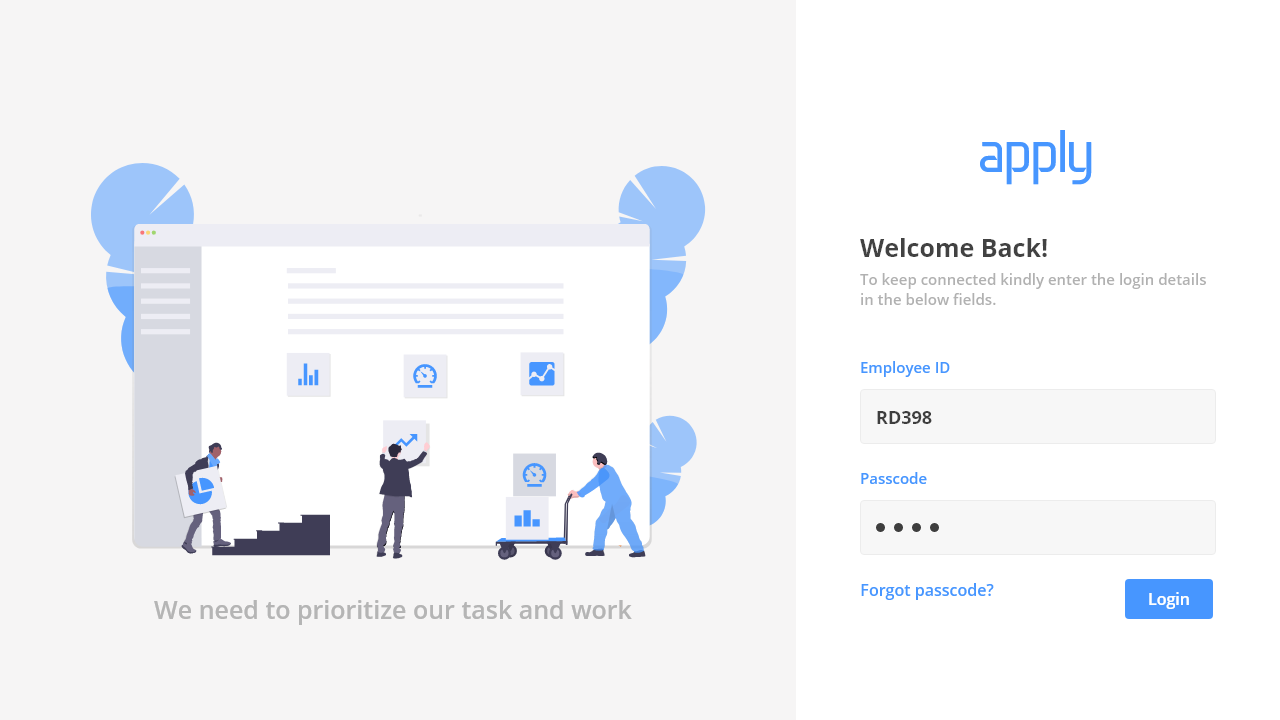 apply
Welcome Back!
To keep connected kindly enter the login details
in the below fields.
Employee ID
RD398
Passcode
Forgot passcode?
Login
We need to prioritize our task and work